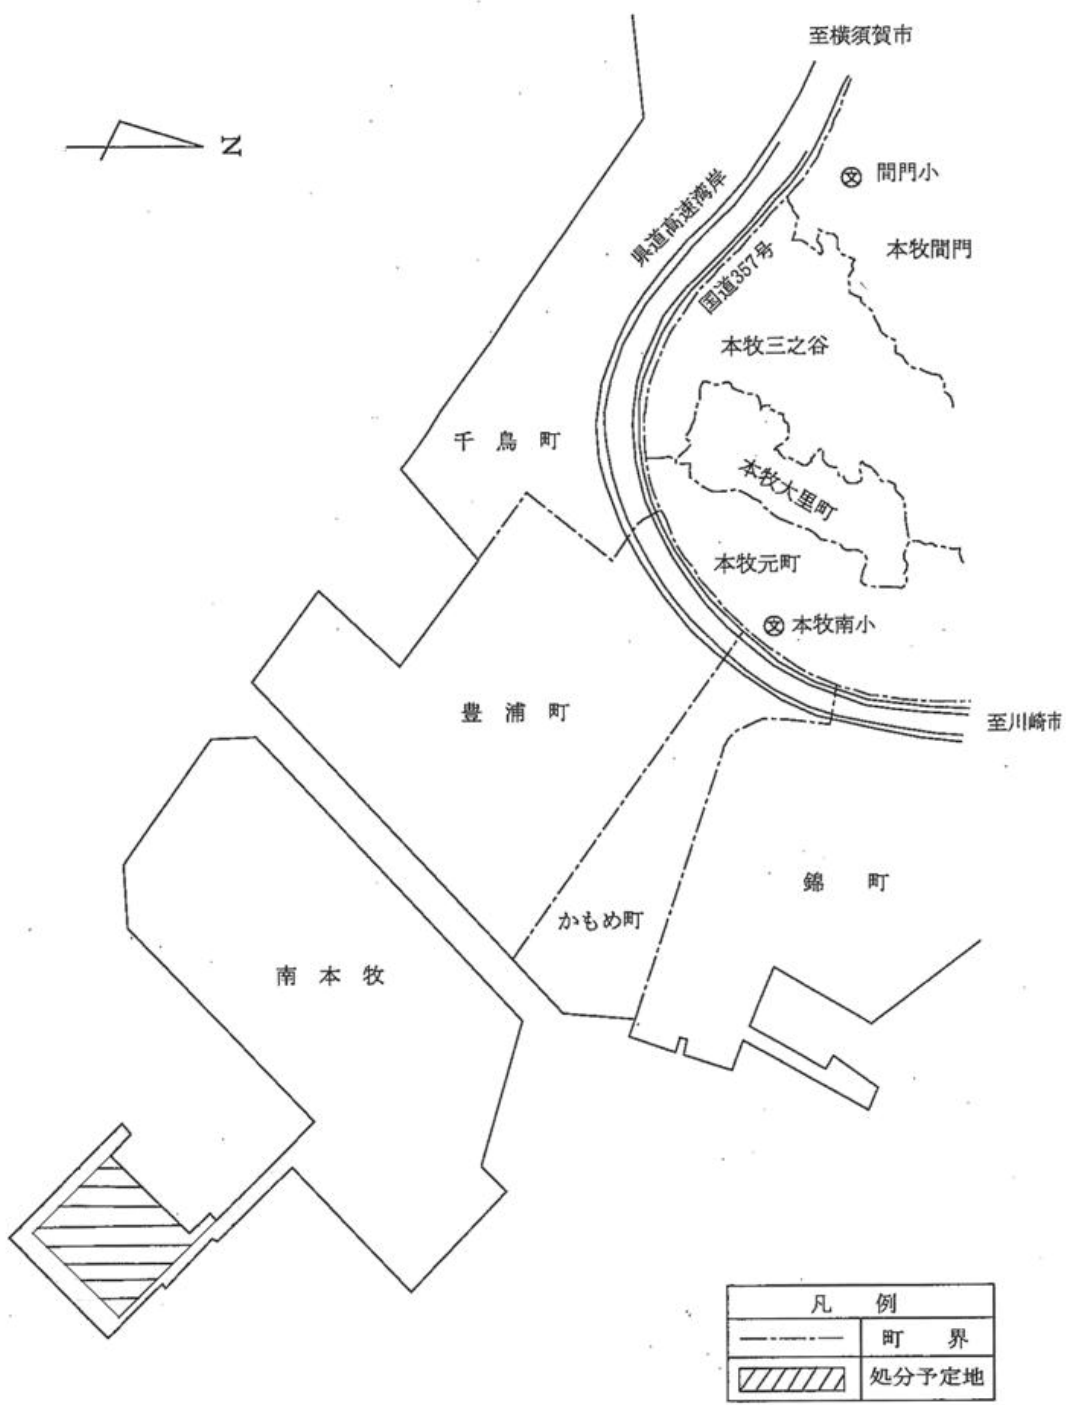 至横須賀市
N
間門小
県道高速湾岸
国道357号
本牧間門
本牧三之谷
千鳥町
本牧大里町
本牧元町
本牧南小
豊浦町
至川崎市
錦町
かもめ町
南本牧
凡例
町界
処分予定地